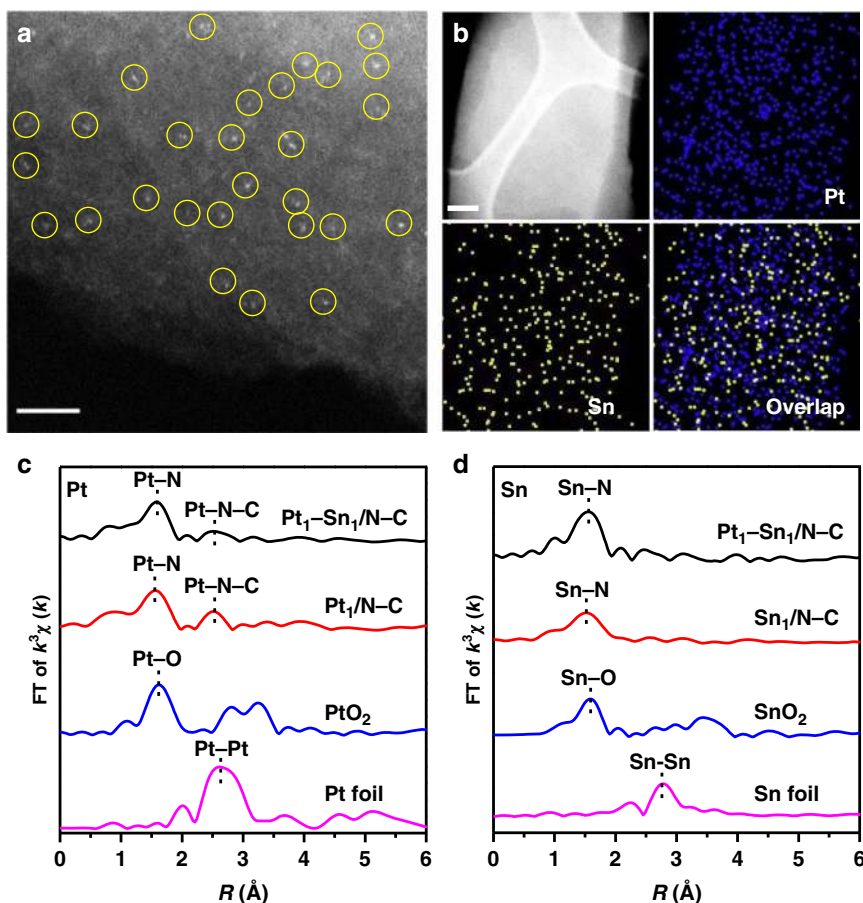 a
b
Pt
Sn
Overlap
c
Pt
Pt–N
Pt–N–C
Pt₁–Sn₁/N–C
Pt–N
Pt–N–C
Pt₁/N–C
Pt–O
PtO₂
Pt–Pt
Pt foil
FT of k³χ (k)
0 1 2 3 4 5 6
R (Å)
d
Sn
Sn–N
Pt₁–Sn₁/N–C
Sn–N
Sn₁/N–C
Sn–O
SnO₂
Sn-Sn
Sn foil
FT of k³χ (k)
0 1 2 3 4 5 6
R (Å)